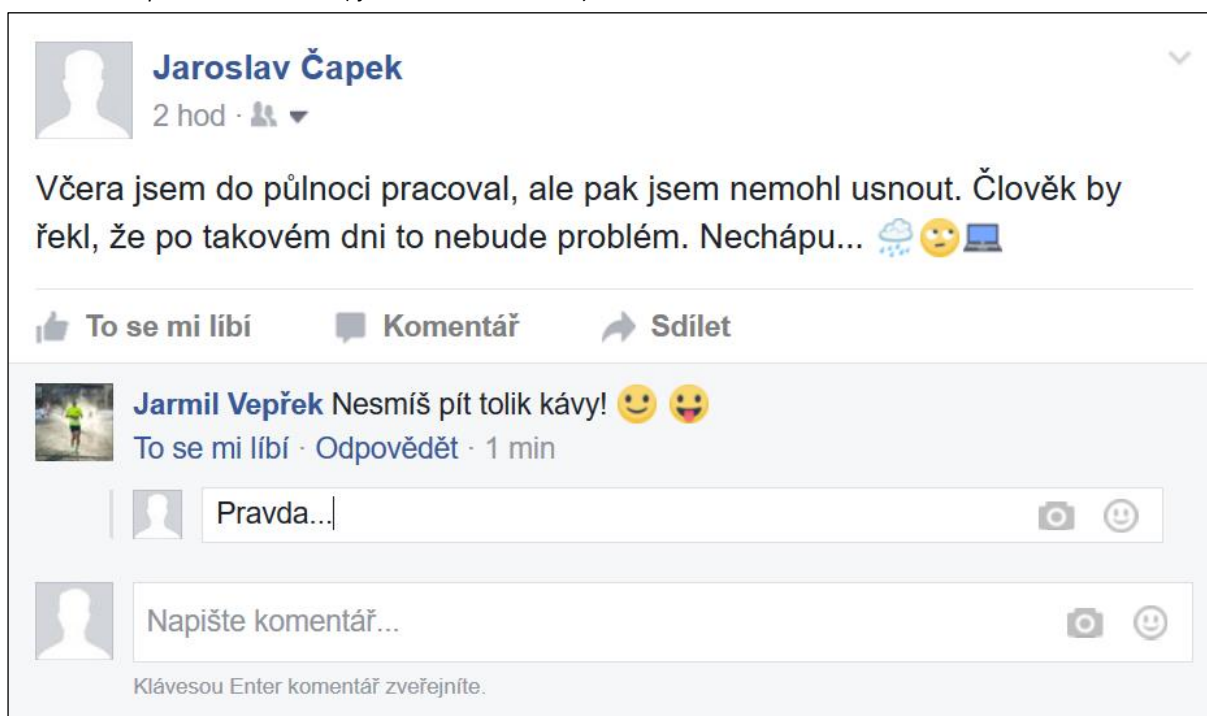 Jaroslav Čapek
2 hod ·
Včera jsem do půlnoci pracoval, ale pak jsem nemohl usnout. Člověk by
řekl, že po takovém dni to nebude problém. Nechápu... 🌧️🙄💻
To se mi líbí Komentář Sdílet
Jarmil Vepřek Nesmíš pít tolik kávy! 🙂 😛
To se mi líbí · Odpovědět · 1 min
Pravda...
Napište komentář...
Klávesou Enter komentář zveřejníte.